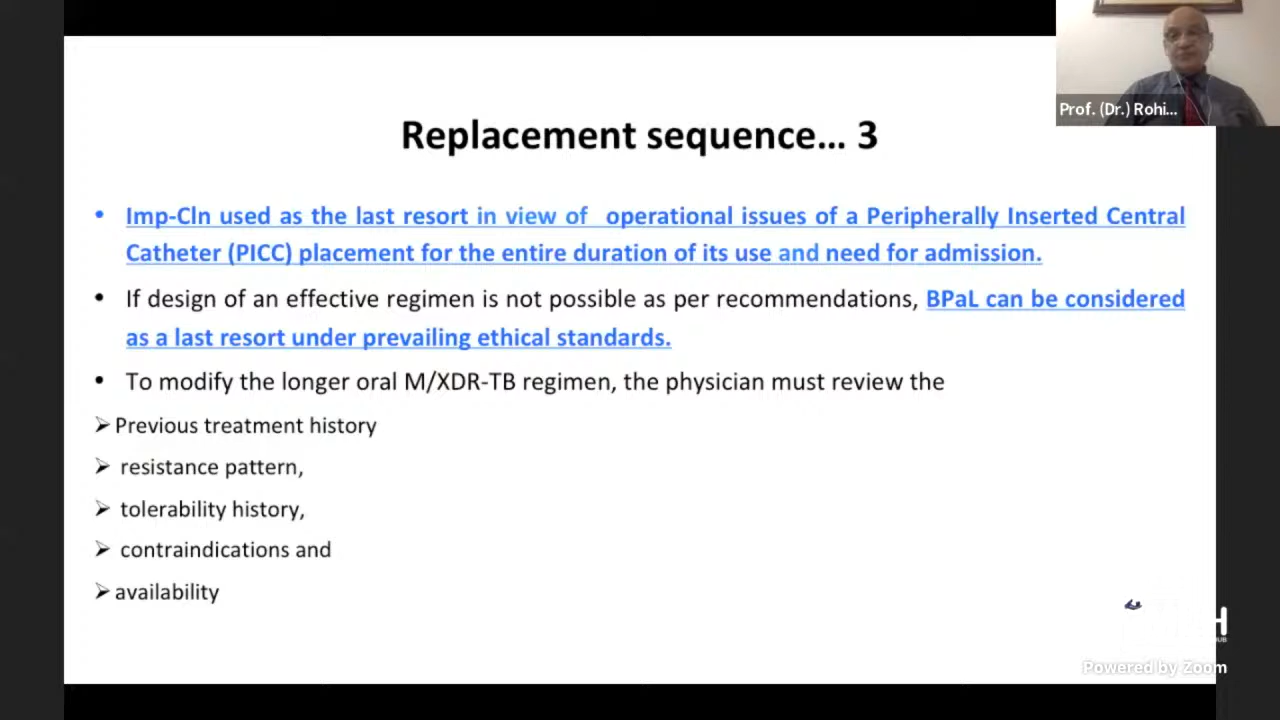 Prof. (Dr.) Rohi...
Replacement sequence... 3
• Imp-Cln used as the last resort in view of operational issues of a Peripherally Inserted Central
Catheter (PICC) placement for the entire duration of its use and need for admission.
• If design of an effective regimen is not possible as per recommendations, BPaL can be considered
as a last resort under prevailing ethical standards.
• To modify the longer oral M/XDR-TB regimen, the physician must review the
➢ Previous treatment history
➢ resistance pattern,
➢ tolerability history,
➢ contraindications and
➢ availability
Powered by Zoom